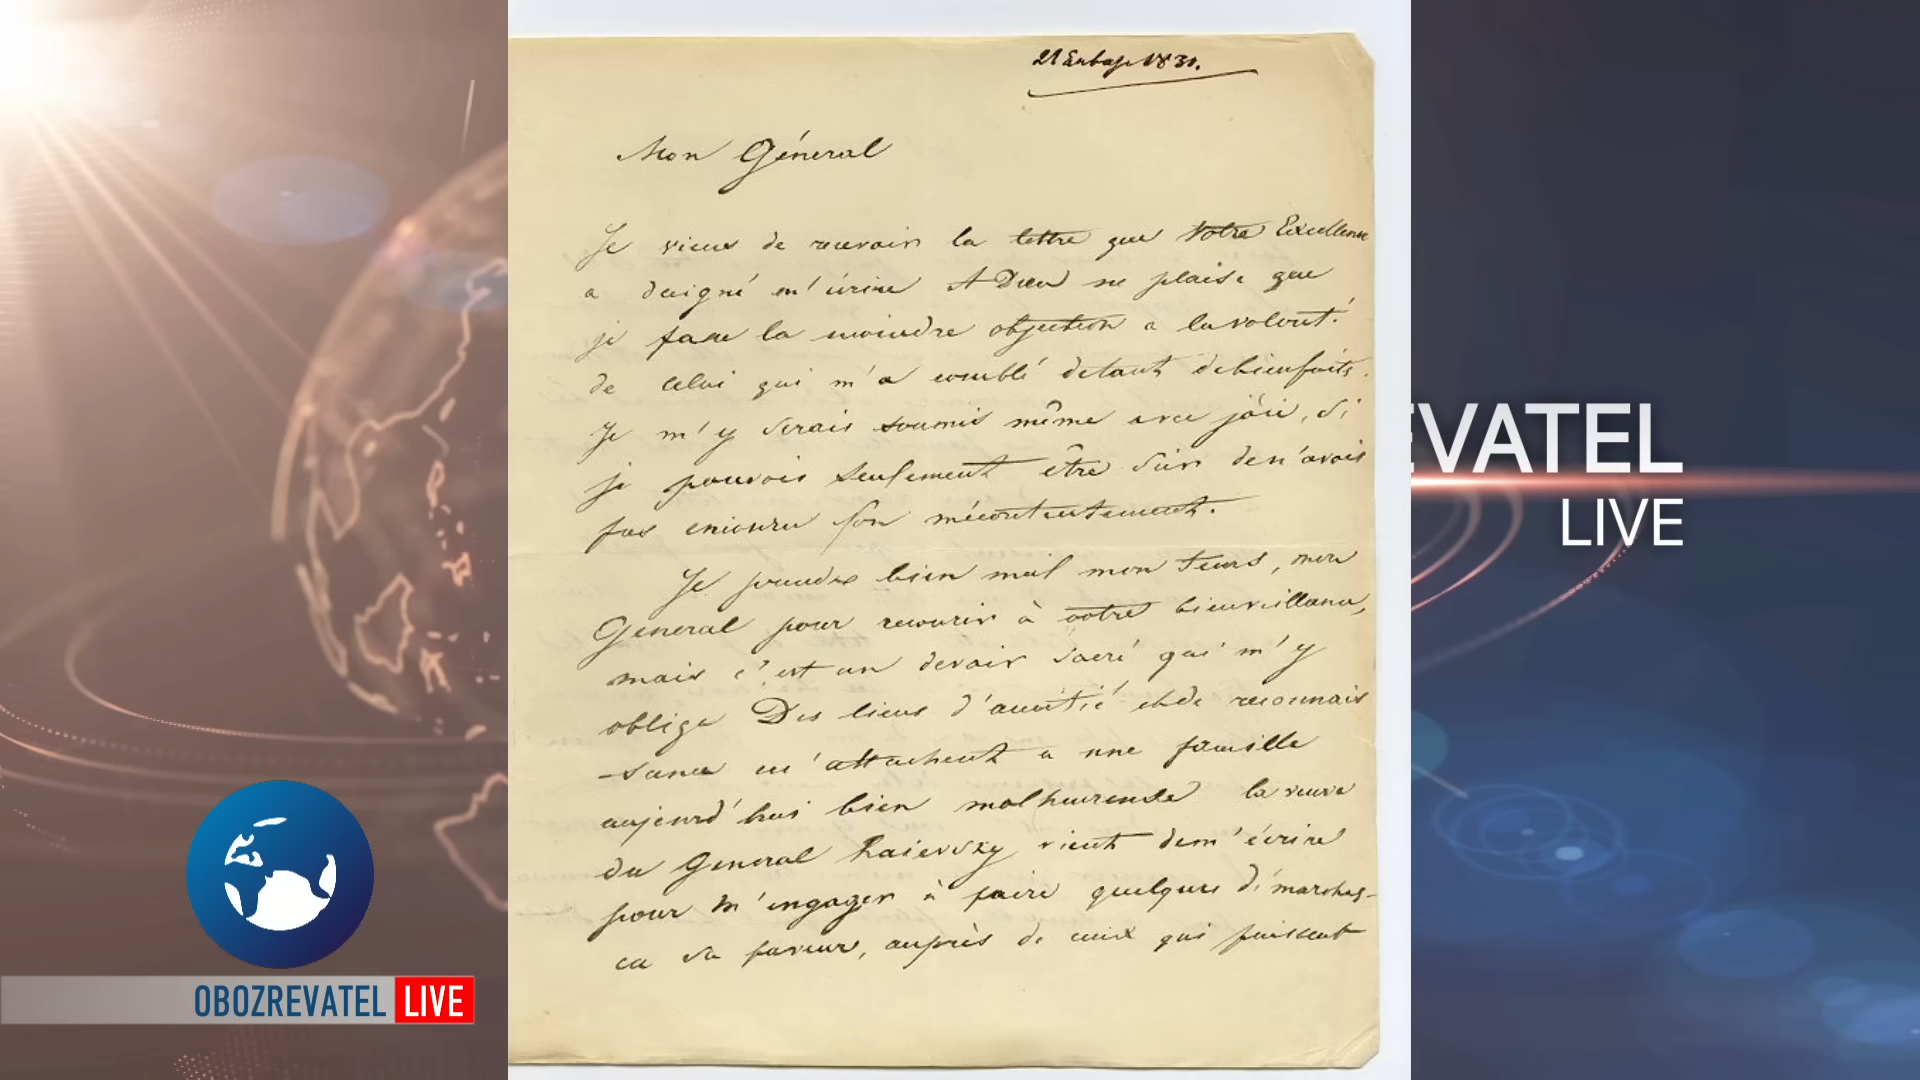 21 Январ 1830.
Mon Général
Je viens de recevoir la lettre que Votre Excellence
a daigné m'écrire A Dieu ne plaise que
je fasse la moindre objection a la volonté
de celui qui m'a comblé de tant de bienfaits.
Je m'y serais soumis même avec joie, si
je pouvois seulement être sûr de n'avoir
pas encouru son mécontentement.
Je prends bien mal mon tems, mon
General pour recourir à votre bienveillance,
mais c'est un devoir sacré qui m'y
oblige Des liens d'amitié et de reconnais
-sance m'attachent a une famille
aujourd'hui bien malheureuse la veuve
du General Raievsky vient de m'écrire
pour m'engager à faire quelques démarches
en sa faveur, auprès de ceux qui puissent
EVATEL
LIVE
OBOZREVATEL LIVE